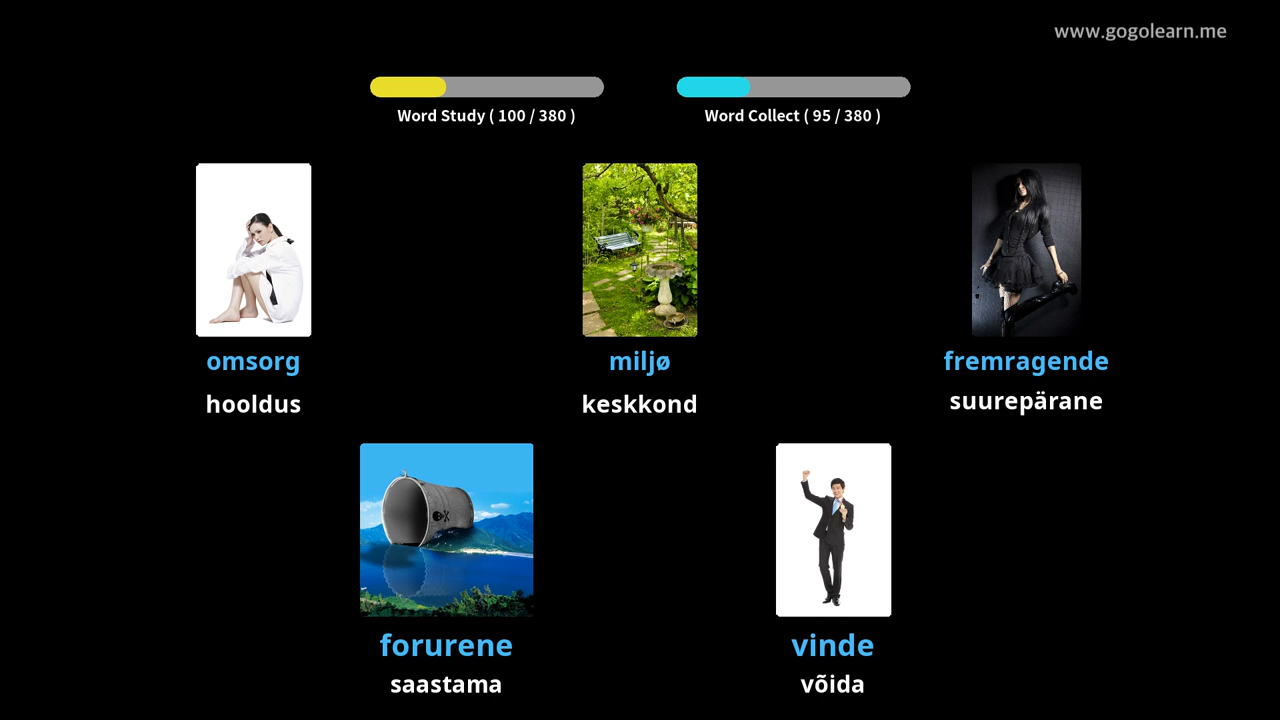 www.gogolearn.me
Word Study ( 100 / 380 )
Word Collect ( 95 / 380 )
omsorg
hooldus
miljø
keskkond
fremragende
suurepärane
forurene
saastama
vinde
võida